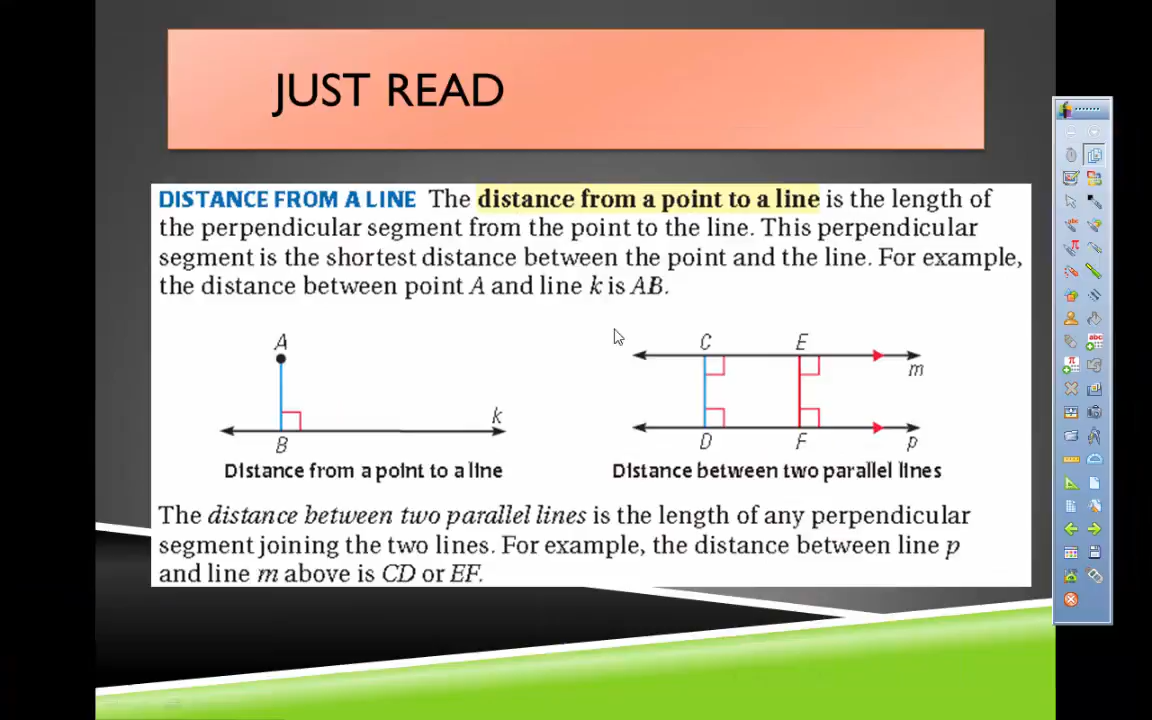 JUST READ
DISTANCE FROM A LINE The distance from a point to a line is the length of
the perpendicular segment from the point to the line. This perpendicular
segment is the shortest distance between the point and the line. For example,
the distance between point A and line k is AB.
A
k
B
Distance from a point to a line
C E
m
D F p
Distance between two parallel lines
The distance between two parallel lines is the length of any perpendicular
segment joining the two lines. For example, the distance between line p
and line m above is CD or EF.